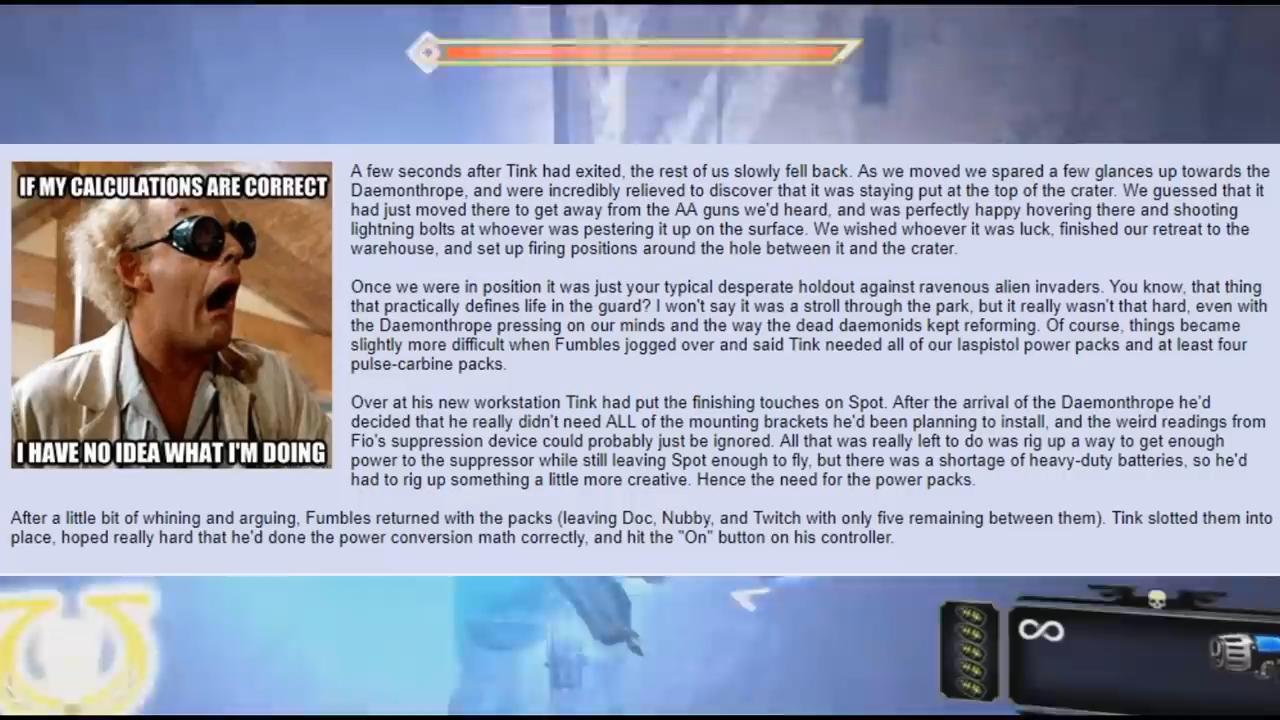 IF MY CALCULATIONS ARE CORRECT
I HAVE NO IDEA WHAT I'M DOING
A few seconds after Tink had exited, the rest of us slowly fell back. As we moved we spared a few glances up towards the
Daemonthrope, and were incredibly relieved to discover that it was staying put at the top of the crater. We guessed that it
had just moved there to get away from the AA guns we'd heard, and was perfectly happy hovering there and shooting
lightning bolts at whoever was pestering it up on the surface. We wished whoever it was luck, finished our retreat to the
warehouse, and set up firing positions around the hole between it and the crater.
Once we were in position it was just your typical desperate holdout against ravenous alien invaders. You know, that thing
that practically defines life in the guard? I won't say it was a stroll through the park, but it really wasn't that hard, even with
the Daemonthrope pressing on our minds and the way the dead daemonids kept reforming. Of course, things became
slightly more difficult when Fumbles jogged over and said Tink needed all of our laspistol power packs and at least four
pulse-carbine packs.
Over at his new workstation Tink had put the finishing touches on Spot. After the arrival of the Daemonthrope he'd
decided that he really didn't need ALL of the mounting brackets he'd been planning to install, and the weird readings from
Fio's suppression device could probably just be ignored. All that was really left to do was rig up a way to get enough
power to the suppressor while still leaving Spot enough to fly, but there was a shortage of heavy-duty batteries, so he'd
had to rig up something a little more creative. Hence the need for the power packs.
After a little bit of whining and arguing, Fumbles returned with the packs (leaving Doc, Nubby, and Twitch with only five remaining between them). Tink slotted them into
place, hoped really hard that he'd done the power conversion math correctly, and hit the "On" button on his controller.
∞